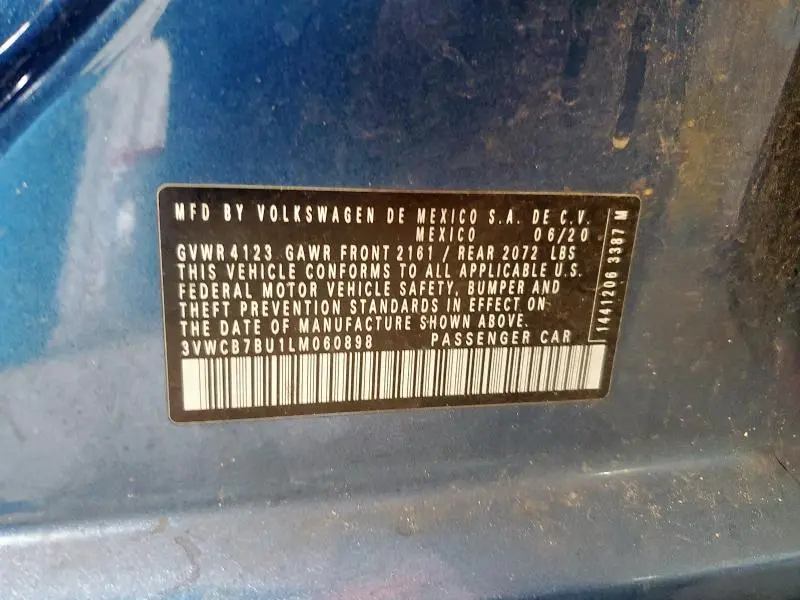 MFD BY VOLKSWAGEN DE MEXICO S.A. DE C.V.
MEXICO 06/20
GVWR 4123 GAWR FRONT 2161 / REAR 2072 LBS
THIS VEHICLE CONFORMS TO ALL APPLICABLE U.S.
FEDERAL MOTOR VEHICLE SAFETY, BUMPER AND
THEFT PREVENTION STANDARDS IN EFFECT ON
THE DATE OF MANUFACTURE SHOWN ABOVE.
3VWCB7BU1LM060898 PASSENGER CAR
1441206 3387 M